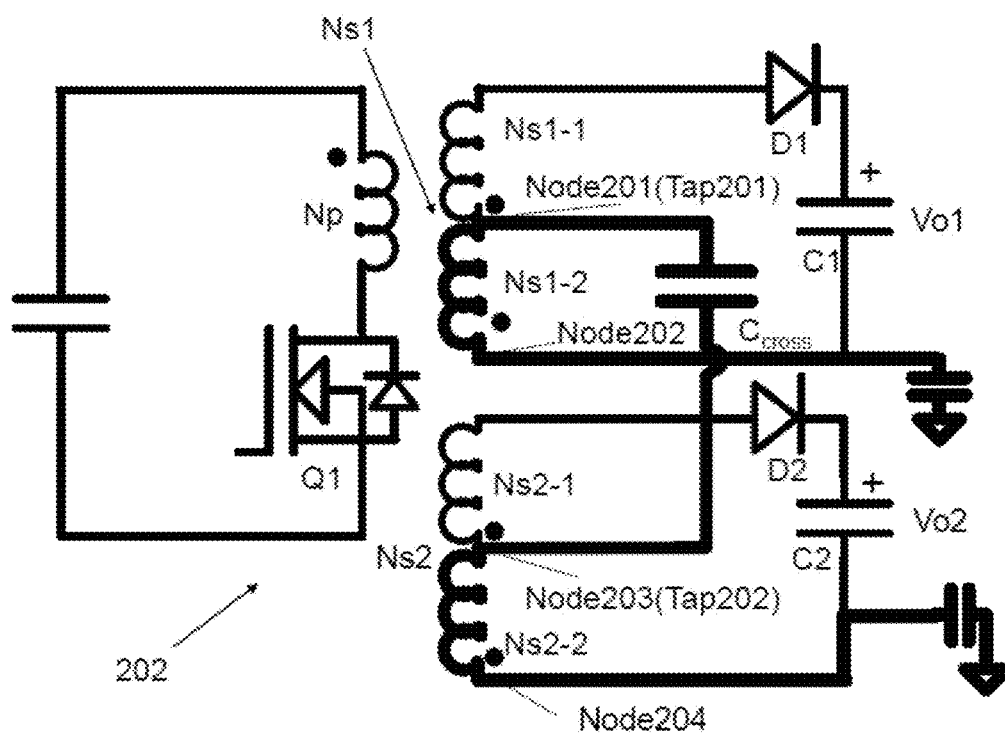 Ns1
Ns1-1
D1
Node201(Tap201)
+
Np
Vo1
C1
Ns1-2
Node202
Ccross
Q1
D2
Ns2-1
+
Vo2
Ns2
C2
Node203(Tap202)
Ns2-2
202
Node204